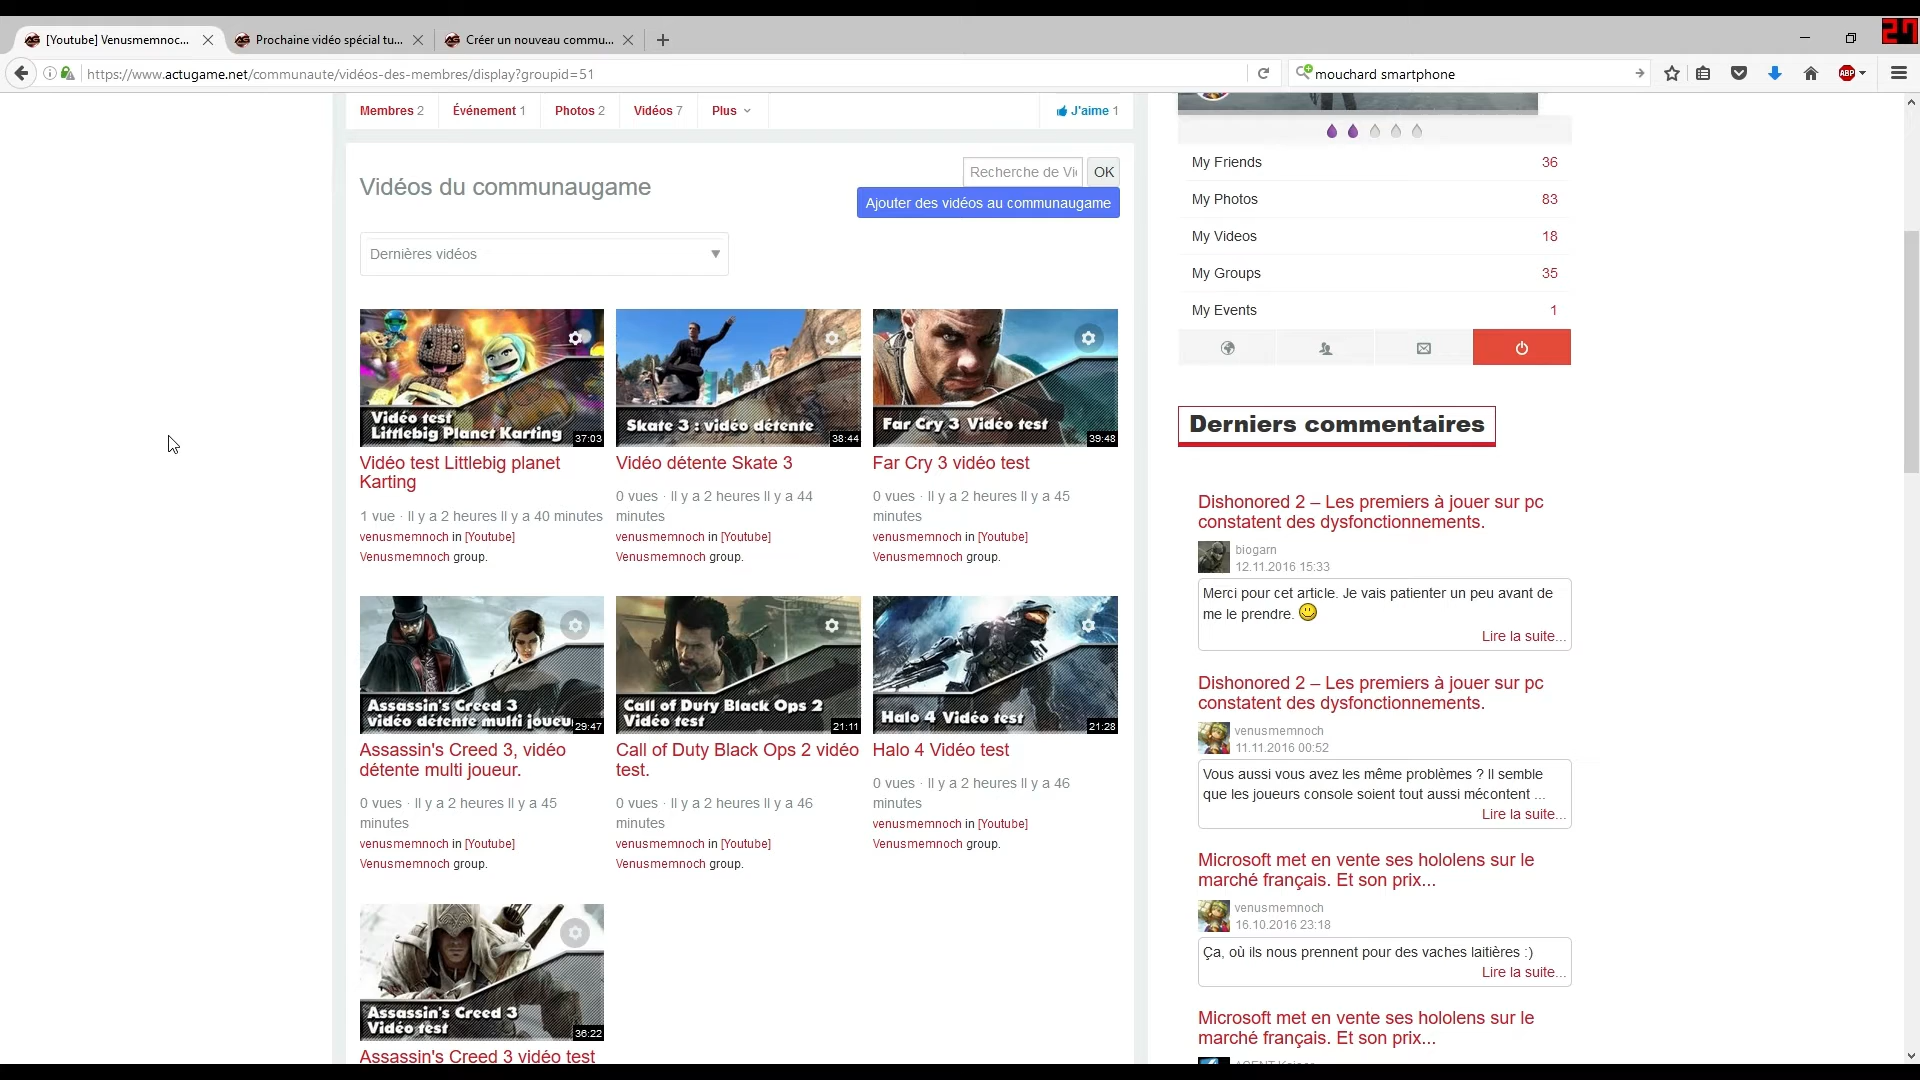 [Youtube] Venusmemnoc...
Prochaine vidéo spécial tu...
Créer un nouveau commu...
27
https://www.actugame.net/communaute/vidéos-des-membres/display?groupid=51
mouchard smartphone
ABP
Membres 2
Événement 1
Photos 2
Vidéos 7
Plus
J'aime 1
Vidéos du communaugame
Recherche de Vi
OK
Ajouter des vidéos au communaugame
Dernières vidéos
Vidéo test
Littlebig Planet Karting
37:03
Vidéo test Littlebig planet
Karting
1 vue · Il y a 2 heures Il y a 40 minutes
venusmemnoch in [Youtube]
Venusmemnoch group.
Skate 3 : vidéo détente
38:44
Vidéo détente Skate 3
0 vues · Il y a 2 heures Il y a 44
minutes
venusmemnoch in [Youtube]
Venusmemnoch group.
Far Cry 3 Vidéo test
39:48
Far Cry 3 vidéo test
0 vues · Il y a 2 heures Il y a 45
minutes
venusmemnoch in [Youtube]
Venusmemnoch group.
Assassin's Creed 3
vidéo détente multi joueu
29:47
Assassin's Creed 3, vidéo
détente multi joueur.
0 vues · Il y a 2 heures Il y a 45
minutes
venusmemnoch in [Youtube]
Venusmemnoch group.
Call of Duty Black Ops 2
Vidéo test
21:11
Call of Duty Black Ops 2 vidéo
test.
0 vues · Il y a 2 heures Il y a 46
minutes
venusmemnoch in [Youtube]
Venusmemnoch group.
Halo 4 Vidéo test
21:28
Halo 4 Vidéo test
0 vues · Il y a 2 heures Il y a 46
minutes
venusmemnoch in [Youtube]
Venusmemnoch group.
Assassin's Creed 3
Vidéo test
36:22
Assassin's Creed 3 vidéo test
My Friends 36
My Photos 83
My Videos 18
My Groups 35
My Events 1
Derniers commentaires
Dishonored 2 – Les premiers à jouer sur pc
constatent des dysfonctionnements.
biogarn
12.11.2016 15:33
Merci pour cet article. Je vais patienter un peu avant de
me le prendre.
Lire la suite...
Dishonored 2 – Les premiers à jouer sur pc
constatent des dysfonctionnements.
venusmemnoch
11.11.2016 00:52
Vous aussi vous avez les même problèmes ? Il semble
que les joueurs console soient tout aussi mécontent ...
Lire la suite...
Microsoft met en vente ses hololens sur le
marché français. Et son prix...
venusmemnoch
16.10.2016 23:18
Ça, où ils nous prennent pour des vaches laitières :)
Lire la suite...
Microsoft met en vente ses hololens sur le
marché français. Et son prix...